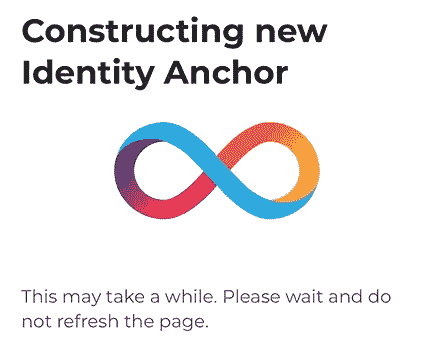 Constructing new
Identity Anchor
This may take a while. Please wait and do
not refresh the page.